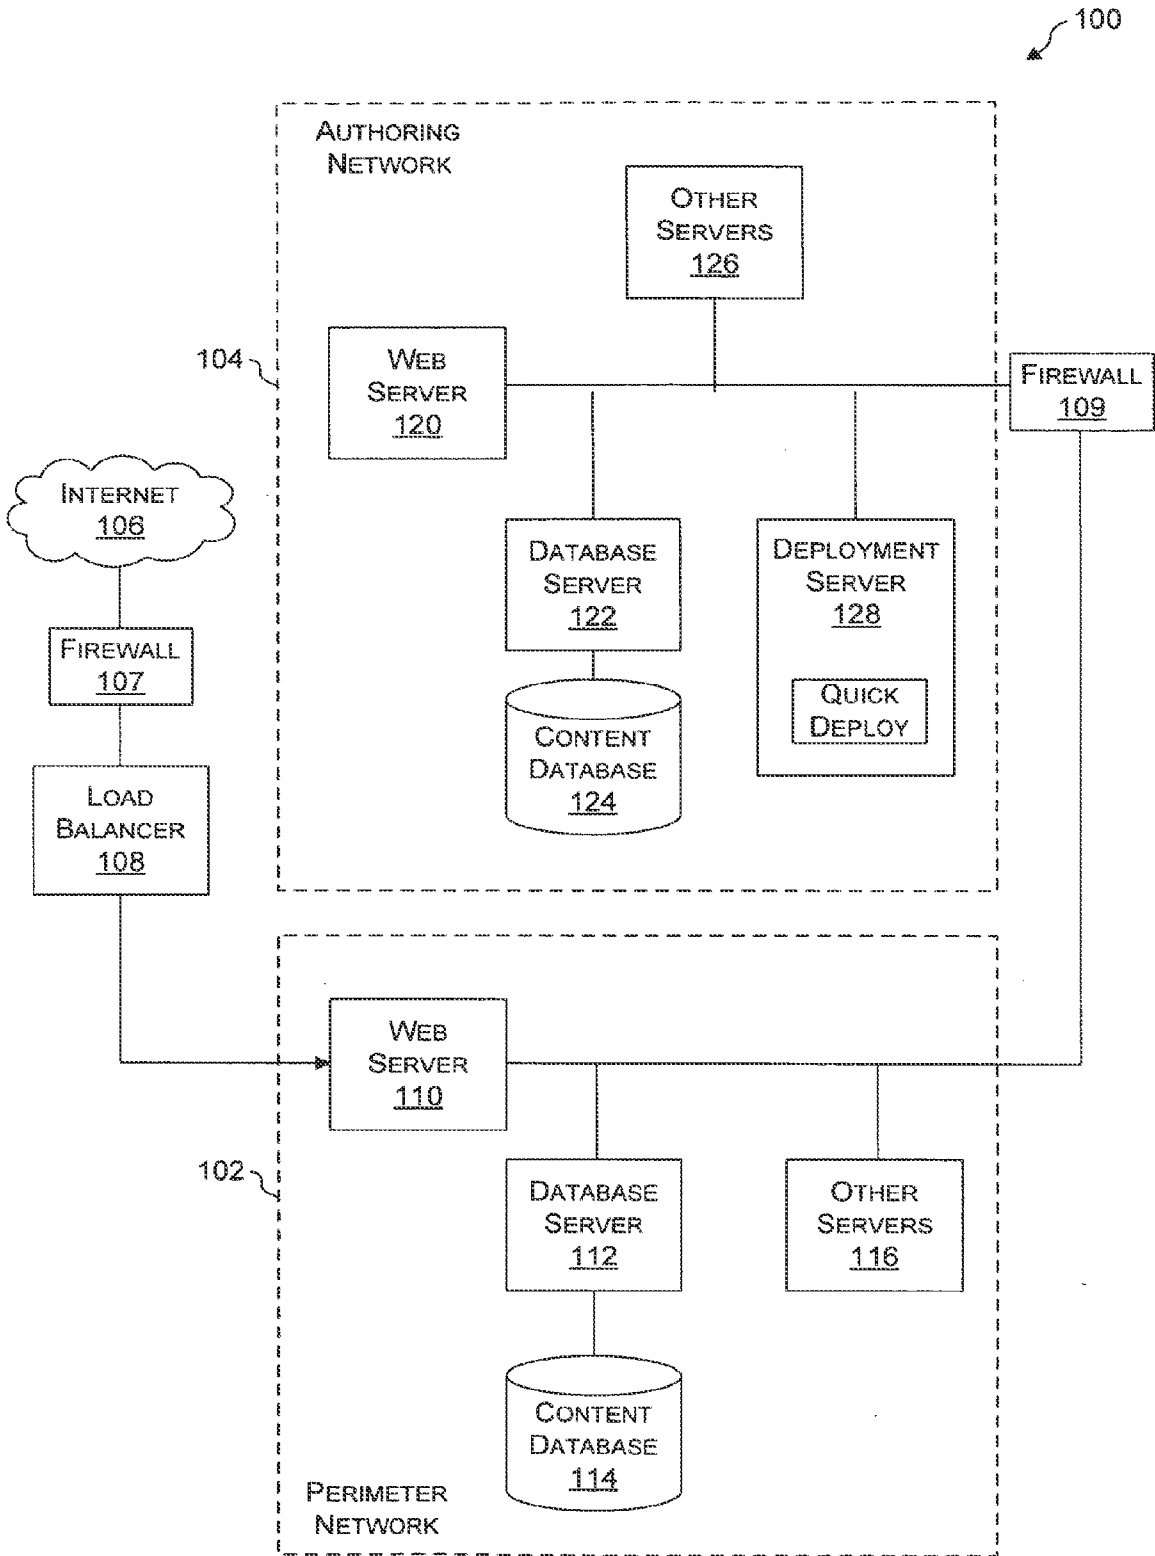 100
AUTHORING
NETWORK
OTHER
SERVERS
126
104
WEB
SERVER
120
FIREWALL
109
INTERNET
106
DATABASE
SERVER
122
DEPLOYMENT
SERVER
128
FIREWALL
107
QUICK
DEPLOY
CONTENT
DATABASE
124
LOAD
BALANCER
108
WEB
SERVER
110
102
DATABASE
SERVER
112
OTHER
SERVERS
116
CONTENT
DATABASE
114
PERIMETER
NETWORK